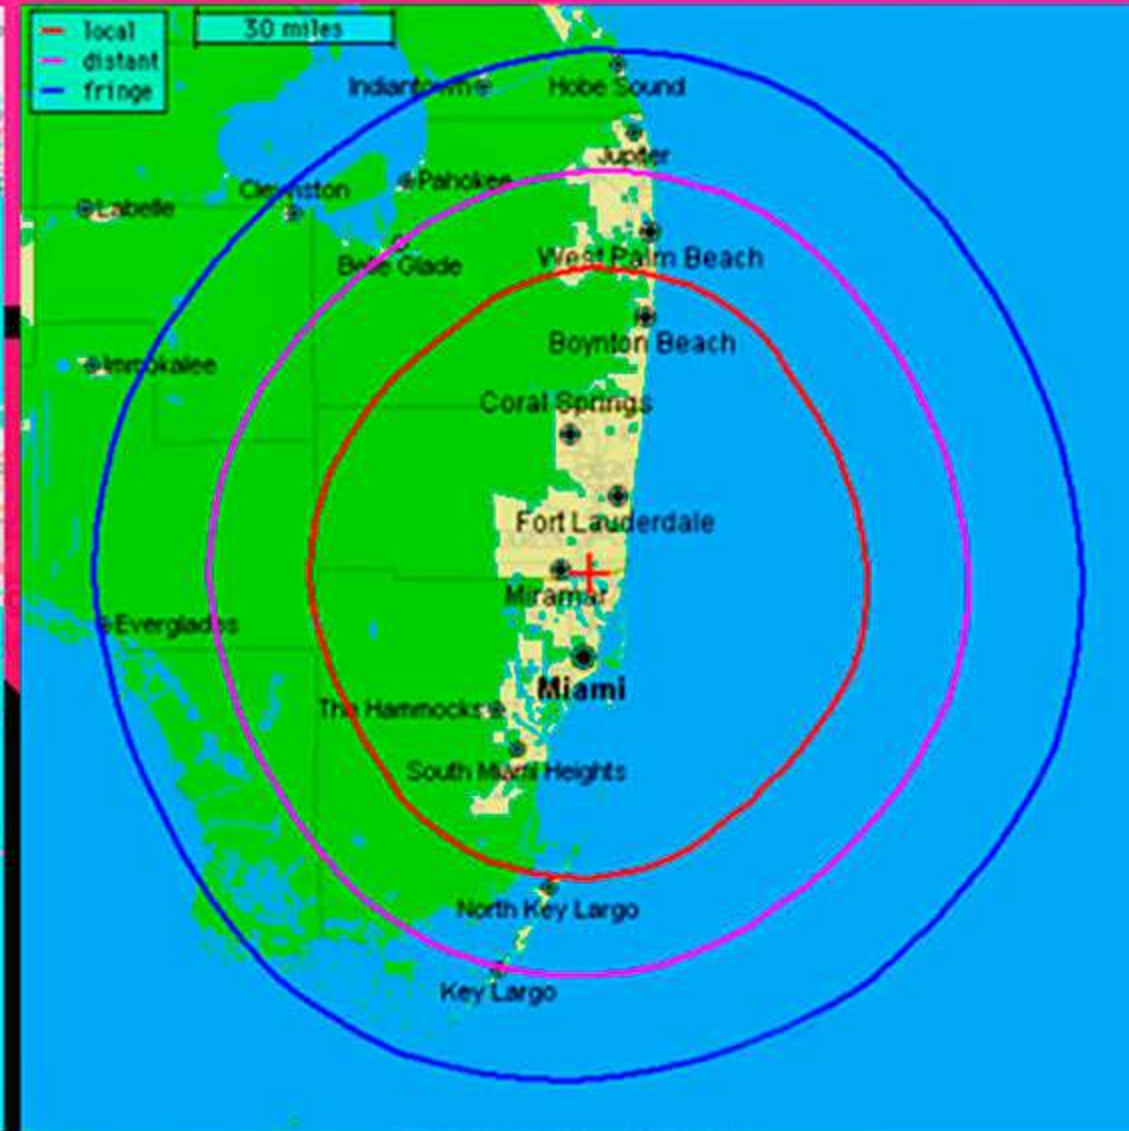 local
30 miles
distant
fringe
Indiantown
Hobe Sound
Jupiter
Clewiston
Pahokee
Labelle
West Palm Beach
Belle Glade
Boynton Beach
Immokalee
Coral Springs
Fort Lauderdale
Miramar
Everglades
Miami
The Hammocks
South Miami Heights
North Key Largo
Key Largo